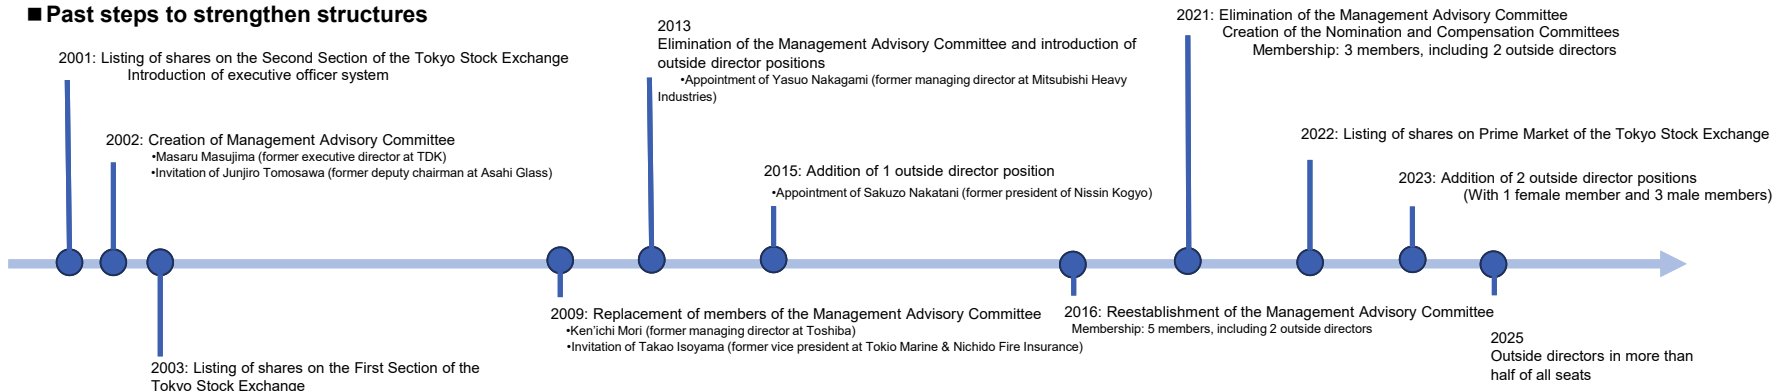 ■ Past steps to strengthen structures
2001: Listing of shares on the Second Section of the Tokyo Stock Exchange
Introduction of executive officer system
2002: Creation of Management Advisory Committee
•Masaru Masujima (former executive director at TDK)
•Invitation of Junjiro Tomosawa (former deputy chairman at Asahi Glass)
2003: Listing of shares on the First Section of the
Tokyo Stock Exchange
2009: Replacement of members of the Management Advisory Committee
•Ken'ichi Mori (former managing director at Toshiba)
•Invitation of Takao Isoyama (former vice president at Tokio Marine & Nichido Fire Insurance)
2013
Elimination of the Management Advisory Committee and introduction of
outside director positions
•Appointment of Yasuo Nakagami (former managing director at Mitsubishi Heavy
Industries)
2015: Addition of 1 outside director position
•Appointment of Sakuzo Nakatani (former president of Nissin Kogyo)
2016: Reestablishment of the Management Advisory Committee
Membership: 5 members, including 2 outside directors
2021: Elimination of the Management Advisory Committee
Creation of the Nomination and Compensation Committees
Membership: 3 members, including 2 outside directors
2022: Listing of shares on Prime Market of the Tokyo Stock Exchange
2023: Addition of 2 outside director positions
(With 1 female member and 3 male members)
2025
Outside directors in more than
half of all seats